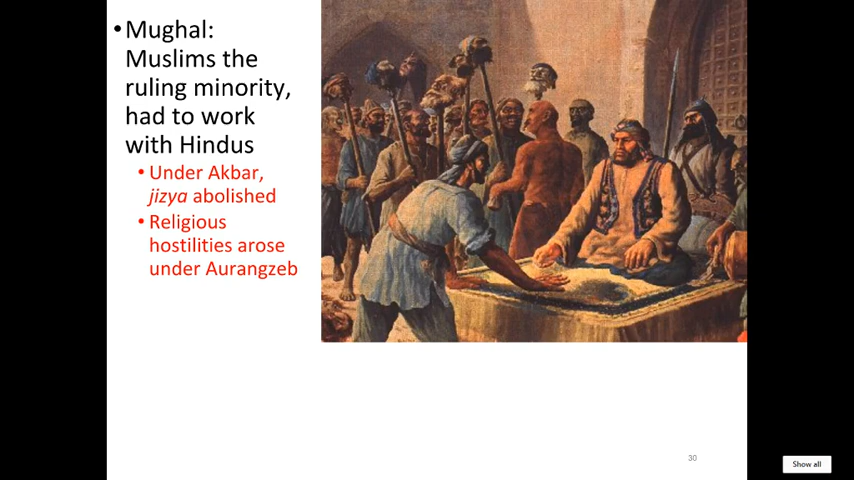 •Mughal:
Muslims the
ruling minority,
had to work
with Hindus
• Under Akbar,
jizya abolished
• Religious
hostilities arose
under Aurangzeb
30
Show all